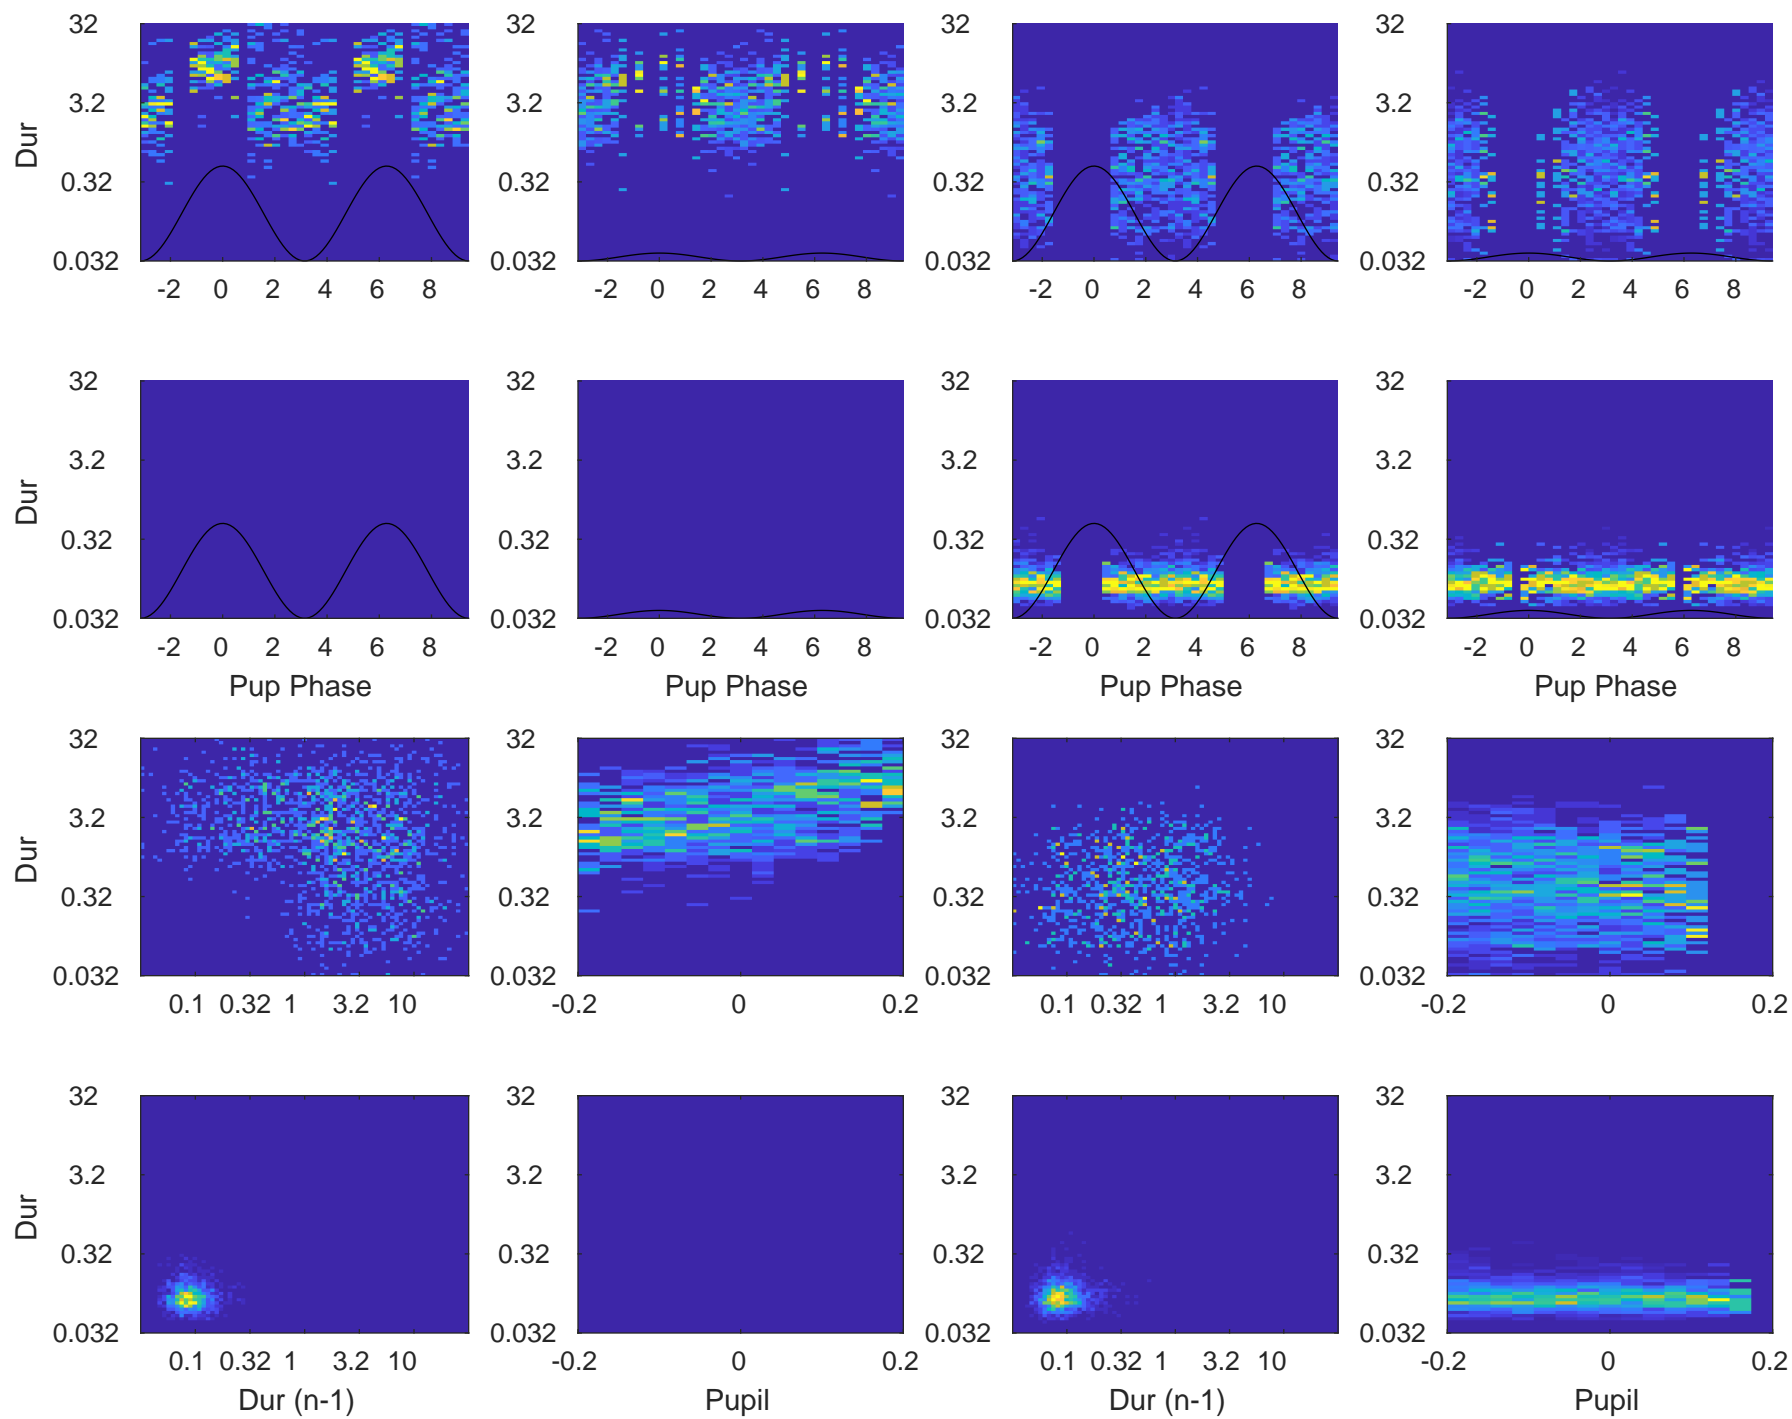 32 32 32 32
3.2 3.2 3.2 3.2
Dur
0.32 0.32 0.32 0.32
0.032 0.032 0.032 0.032
-2 0 2 4 6 8 -2 0 2 4 6 8 -2 0 2 4 6 8 -2 0 2 4 6 8
32 32 32 32
3.2 3.2 3.2 3.2
Dur
0.32 0.32 0.32 0.32
0.032 0.032 0.032 0.032
-2 0 2 4 6 8 -2 0 2 4 6 8 -2 0 2 4 6 8 -2 0 2 4 6 8
Pup Phase Pup Phase Pup Phase Pup Phase
32 32 32 32
3.2 3.2 3.2 3.2
Dur
0.32 0.32 0.32 0.32
0.032 0.032 0.032 0.032
0.1 0.32 1 3.2 10 -0.2 0 0.2 0.1 0.32 1 3.2 10 -0.2 0 0.2
32 32 32 32
3.2 3.2 3.2 3.2
Dur
0.32 0.32 0.32 0.32
0.032 0.032 0.032 0.032
0.1 0.32 1 3.2 10 -0.2 0 0.2 0.1 0.32 1 3.2 10 -0.2 0 0.2
Dur (n-1) Pupil Dur (n-1) Pupil